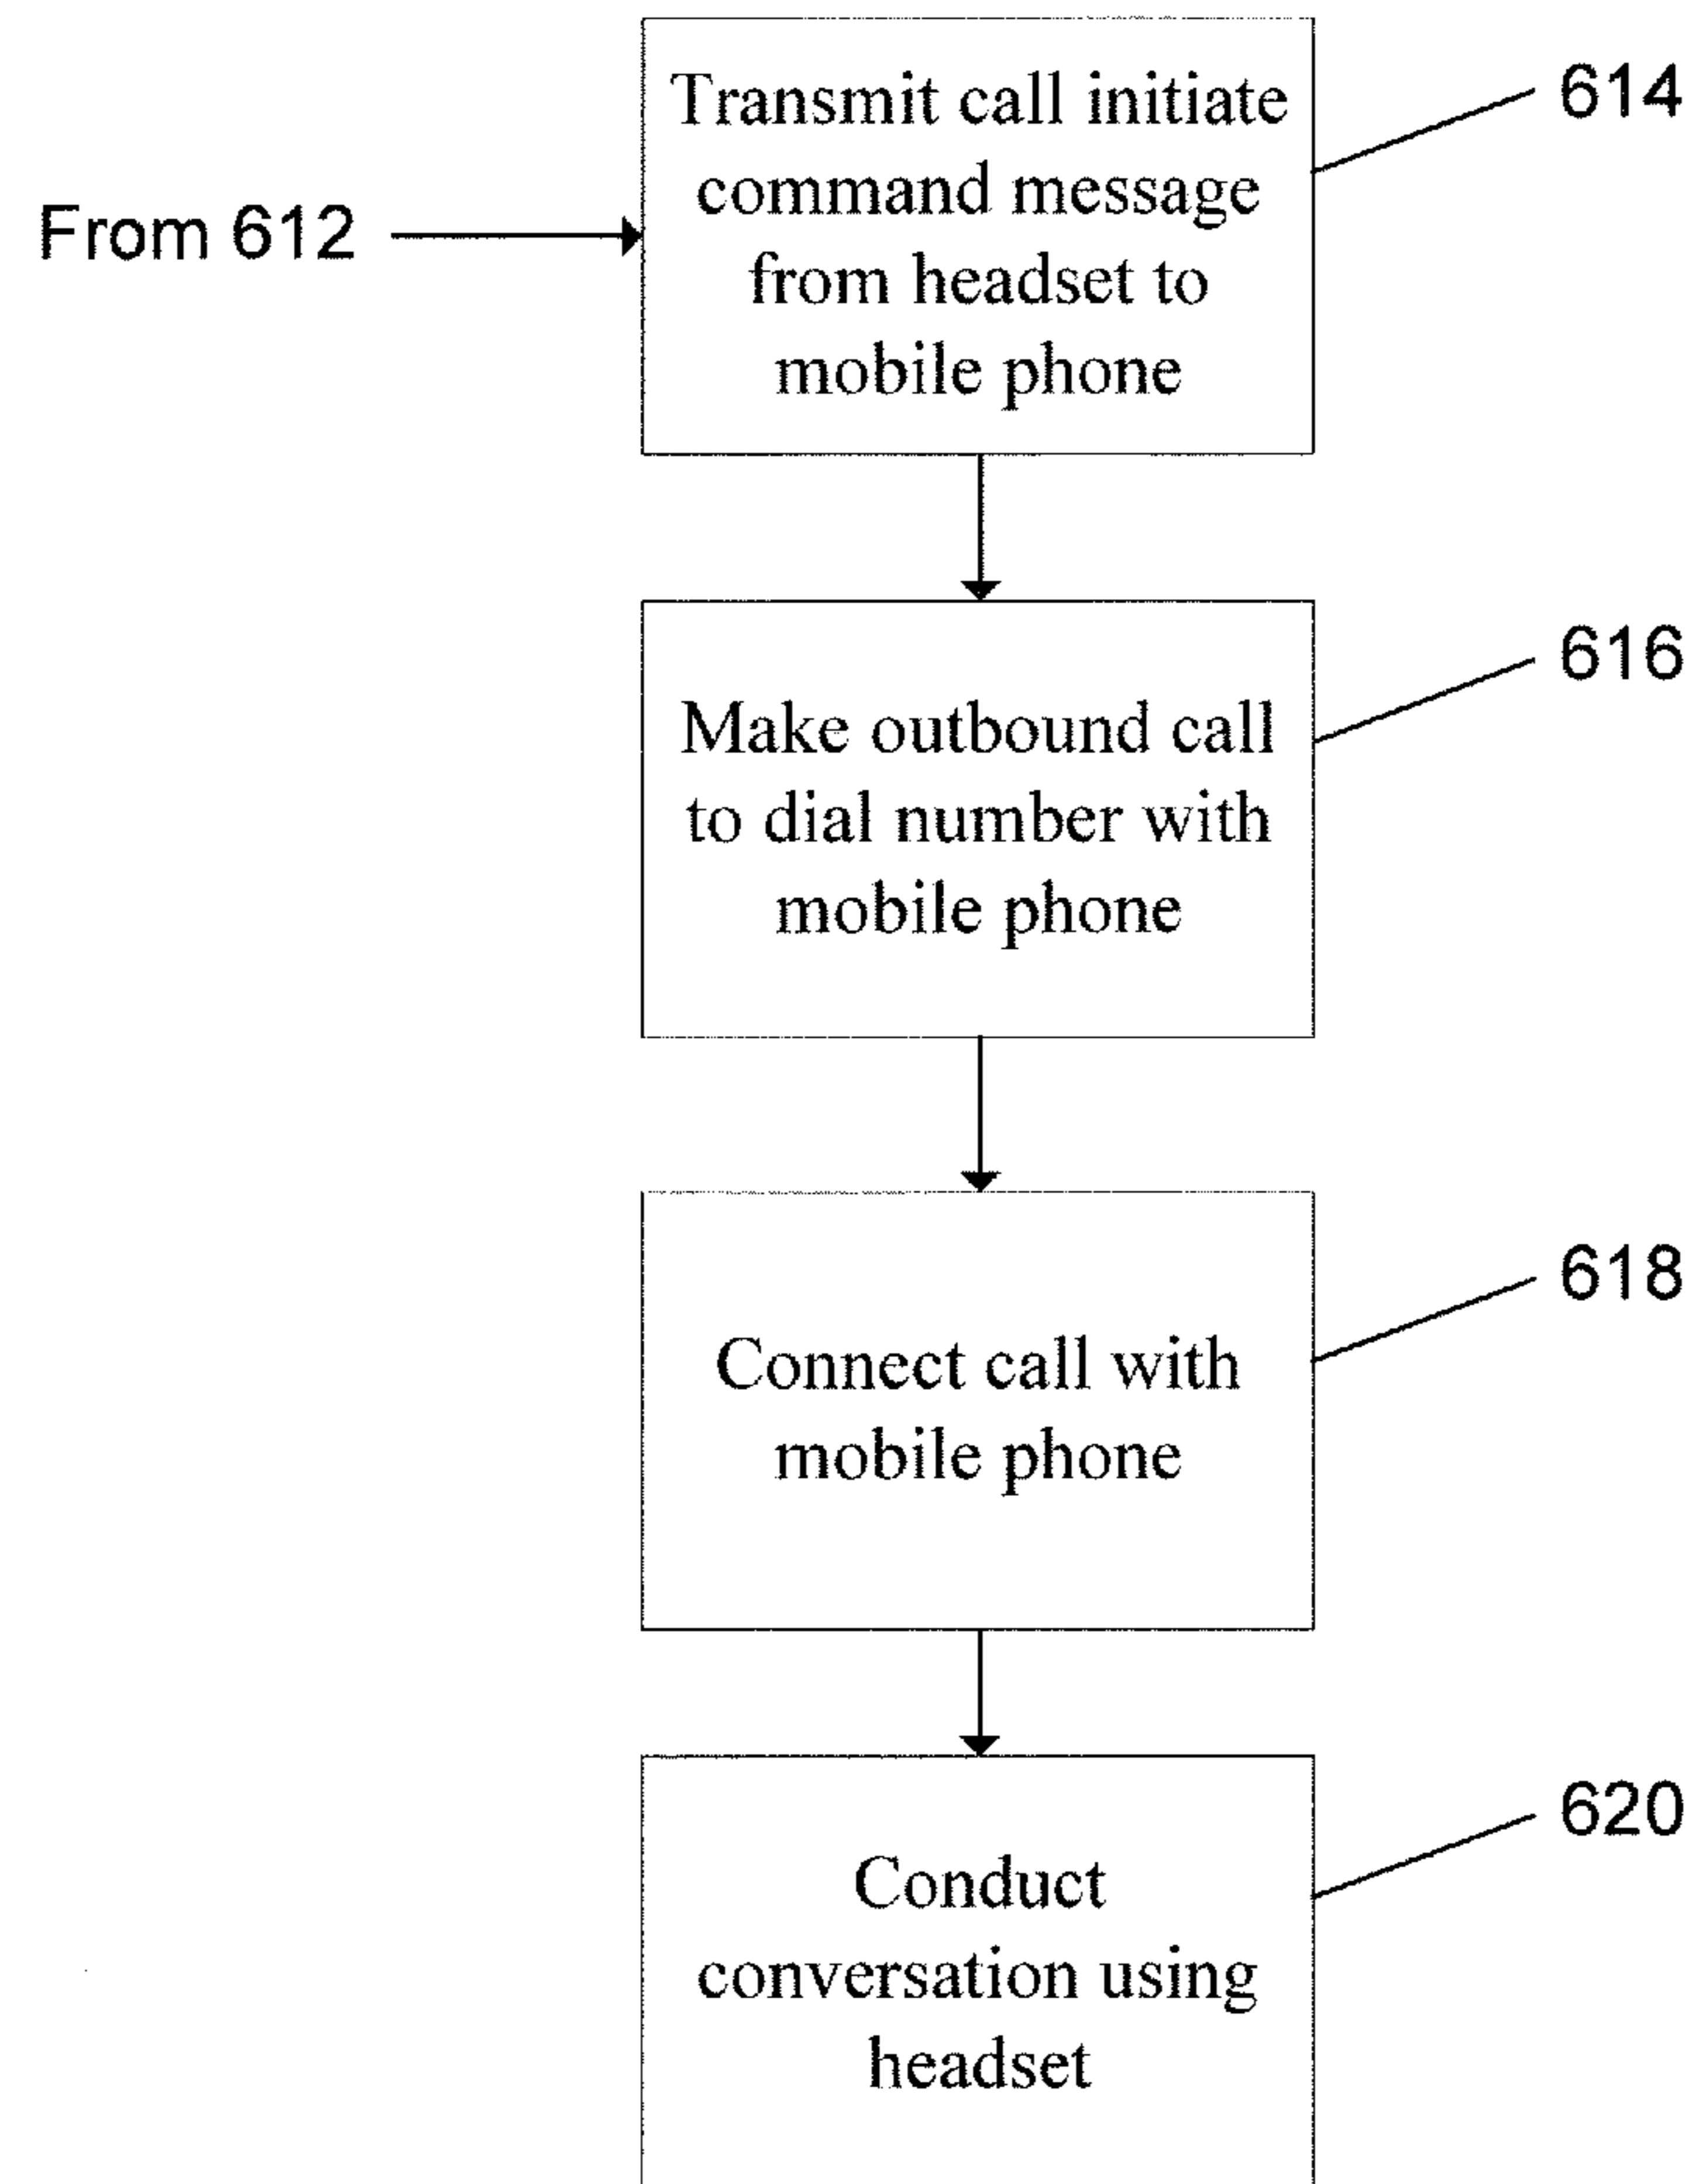 Transmit call initiate
614
command message
From 612
from headset to
mobile phone
616
Make outbound call
to dial number with
mobile phone
618
Connect call with
mobile phone
620
Conduct
conversation using
headset